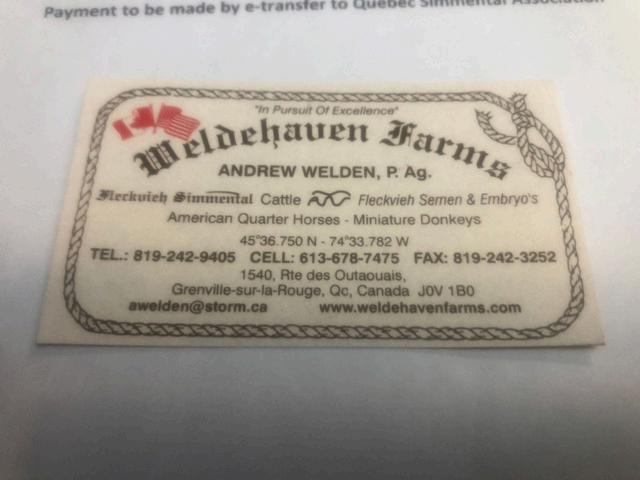 Payment to be made by e-transfer to Quebec Simmental Association
"In Pursuit Of Excellence"
Weldehaven Farms
ANDREW WELDEN, P. Ag.
Fleckvieh Simmental Cattle Fleckvieh Semen & Embryo's
American Quarter Horses - Miniature Donkeys
45°36.750 N - 74°33.782 W
TEL.: 819-242-9405 CELL: 613-678-7475 FAX: 819-242-3252
1540, Rte des Outaouais,
Grenville-sur-la-Rouge, Qc, Canada J0V 1B0
awelden@storm.ca www.weldehavenfarms.com